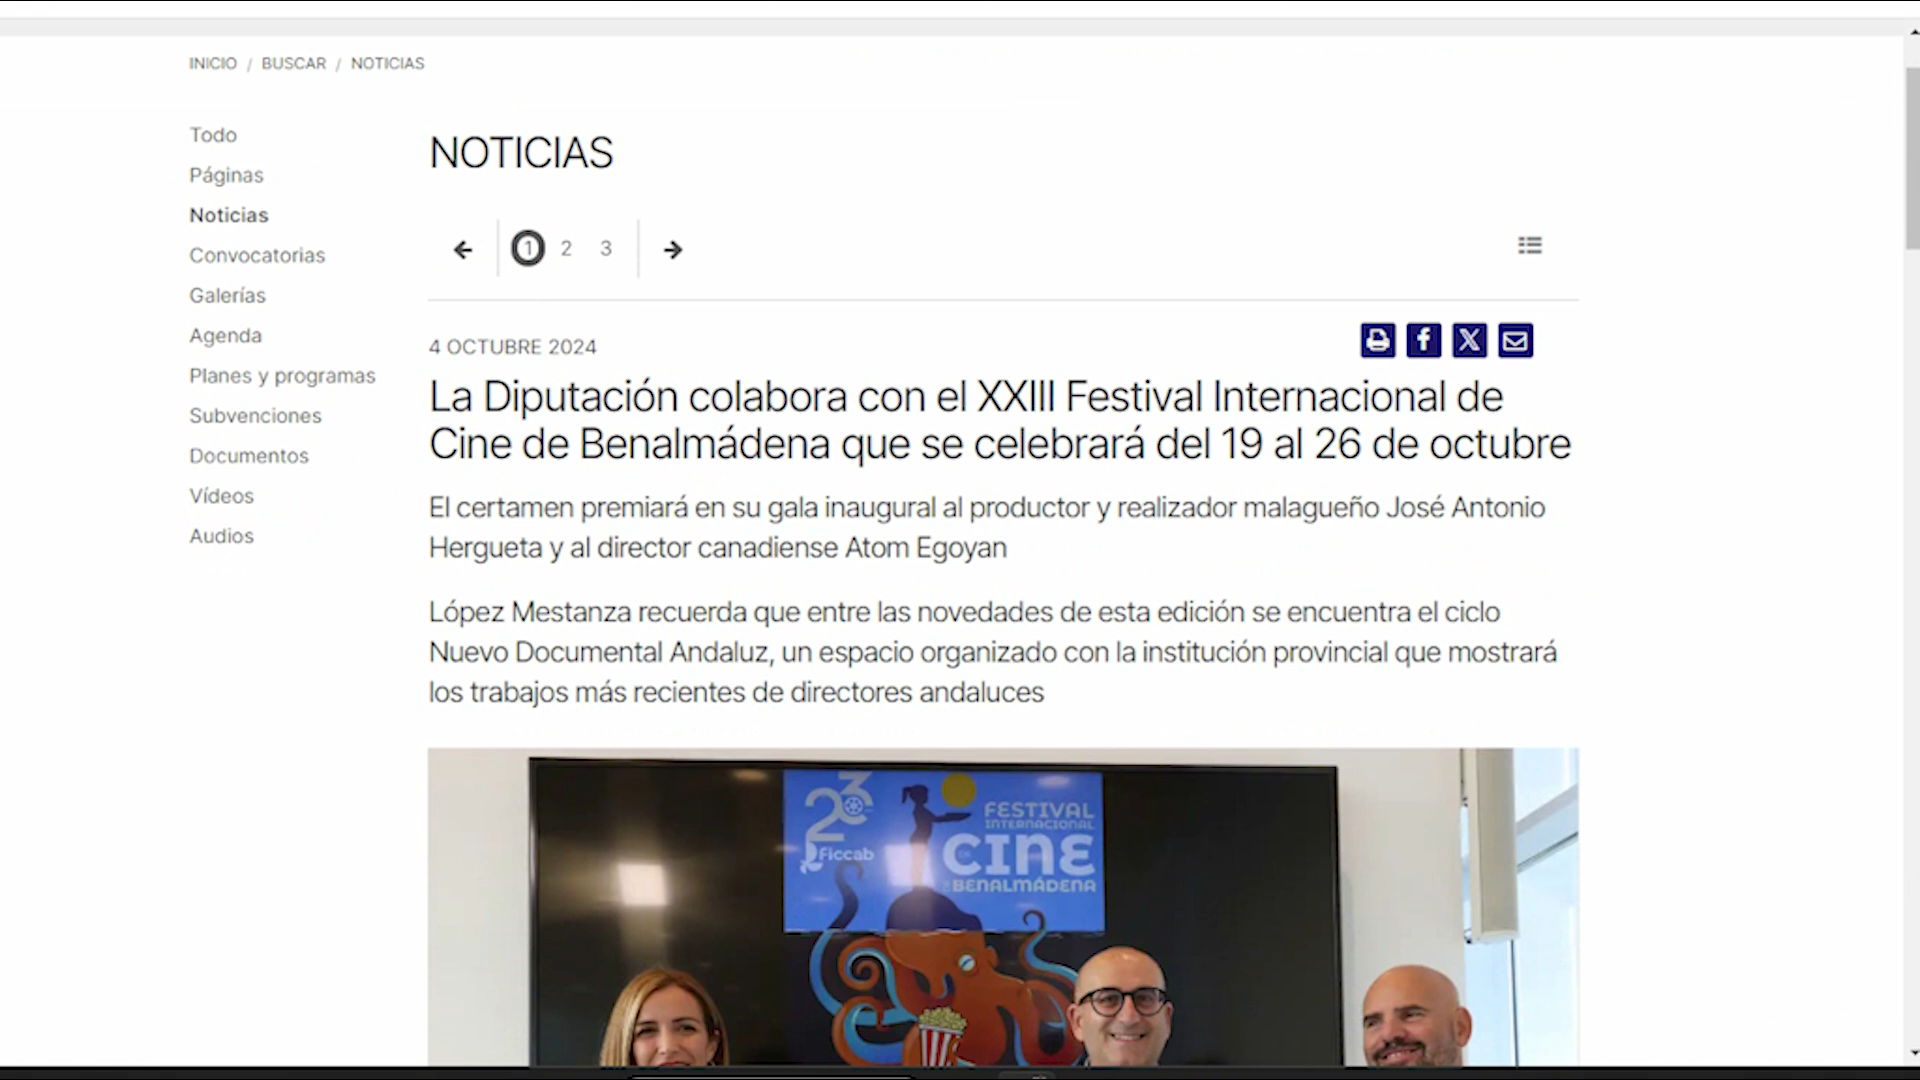 INICIO / BUSCAR / NOTICIAS
Todo
Páginas
Noticias
Convocatorias
Galerías
Agenda
Planes y programas
Subvenciones
Documentos
Vídeos
Audios
NOTICIAS
1 2 3
4 OCTUBRE 2024
La Diputación colabora con el XXIII Festival Internacional de
Cine de Benalmádena que se celebrará del 19 al 26 de octubre
El certamen premiará en su gala inaugural al productor y realizador malagueño José Antonio
Hergueta y al director canadiense Atom Egoyan
López Mestanza recuerda que entre las novedades de esta edición se encuentra el ciclo
Nuevo Documental Andaluz, un espacio organizado con la institución provincial que mostrará
los trabajos más recientes de directores andaluces
23
Ficcab
FESTIVAL
INTERNACIONAL
DE CINE
DE BENALMÁDENA